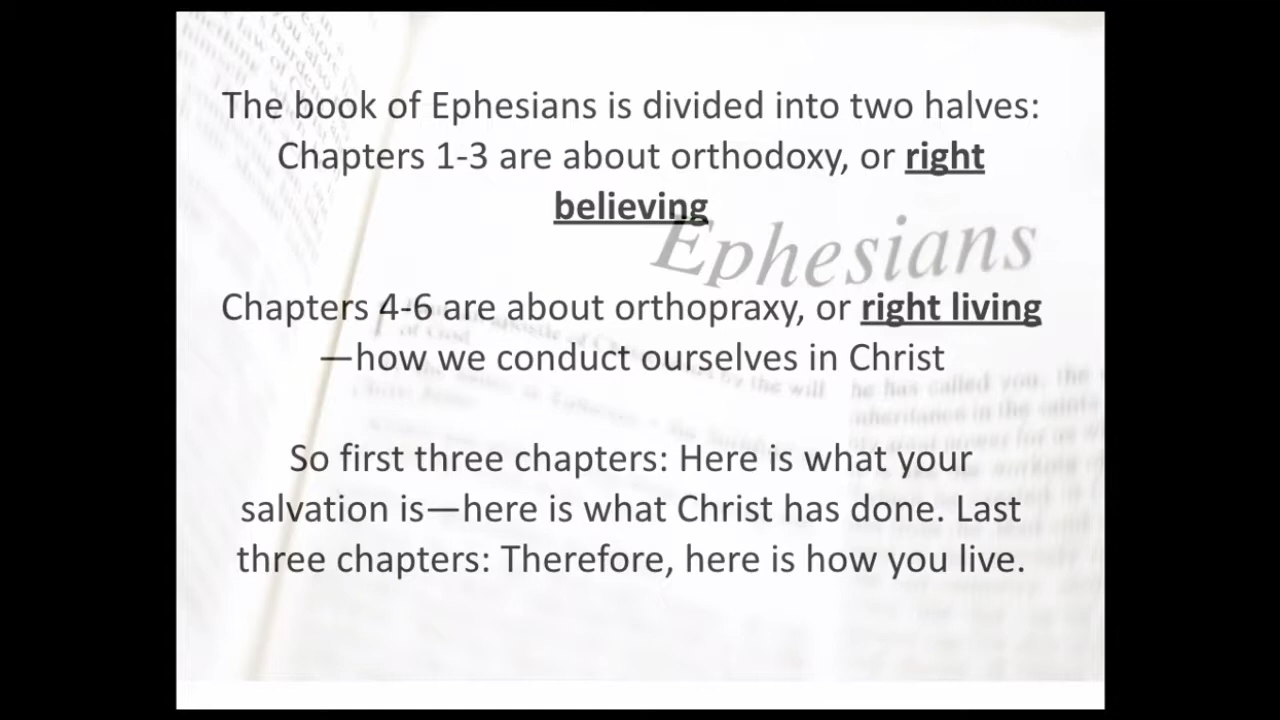 The book of Ephesians is divided into two halves:
Chapters 1-3 are about orthodoxy, or right
believing
Ephesians
Chapters 4-6 are about orthopraxy, or right living
—how we conduct ourselves in Christ
So first three chapters: Here is what your
salvation is—here is what Christ has done. Last
three chapters: Therefore, here is how you live.